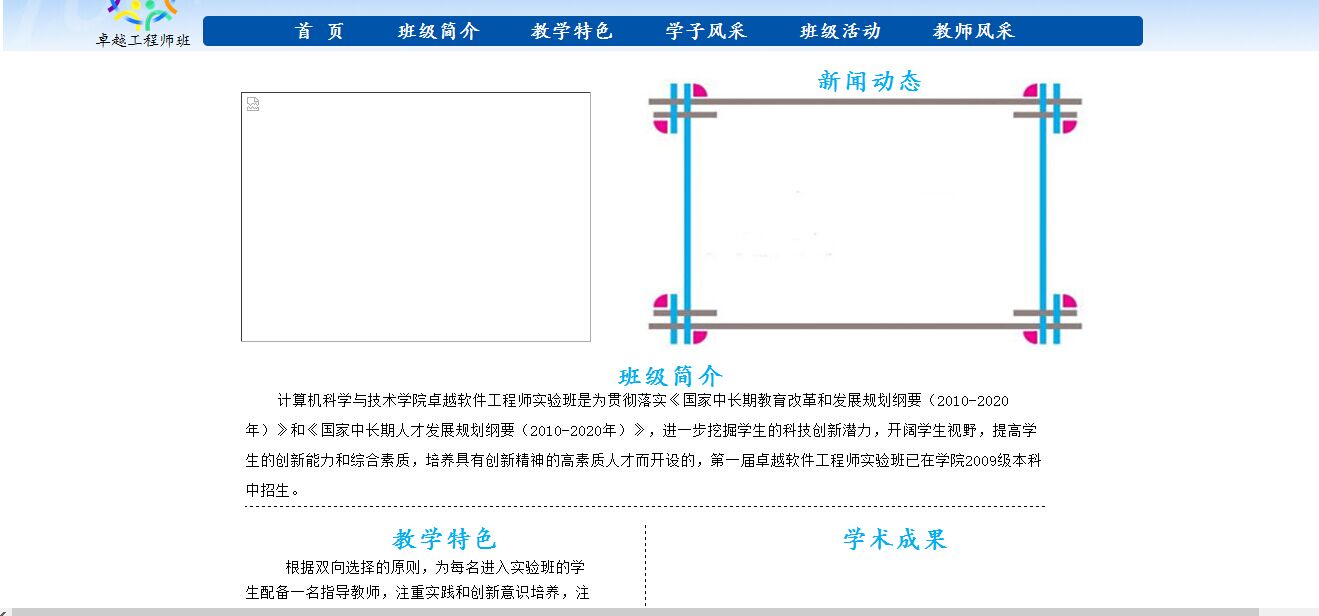 卓越工程师班
首 页 班级简介 教学特色 学子风采 班级活动 教师风采
新闻动态
班级简介
计算机科学与技术学院卓越软件工程师实验班是为贯彻落实《国家中长期教育改革和发展规划纲要（2010-2020
年）》和《国家中长期人才发展规划纲要（2010-2020年）》，进一步挖掘学生的科技创新潜力，开阔学生视野，提高学
生的创新能力和综合素质，培养具有创新精神的高素质人才而开设的，第一届卓越软件工程师实验班已在学院2009级本科
中招生。
教学特色
根据双向选择的原则，为每名进入实验班的学
生配备一名指导教师，注重实践和创新意识培养，注
学术成果